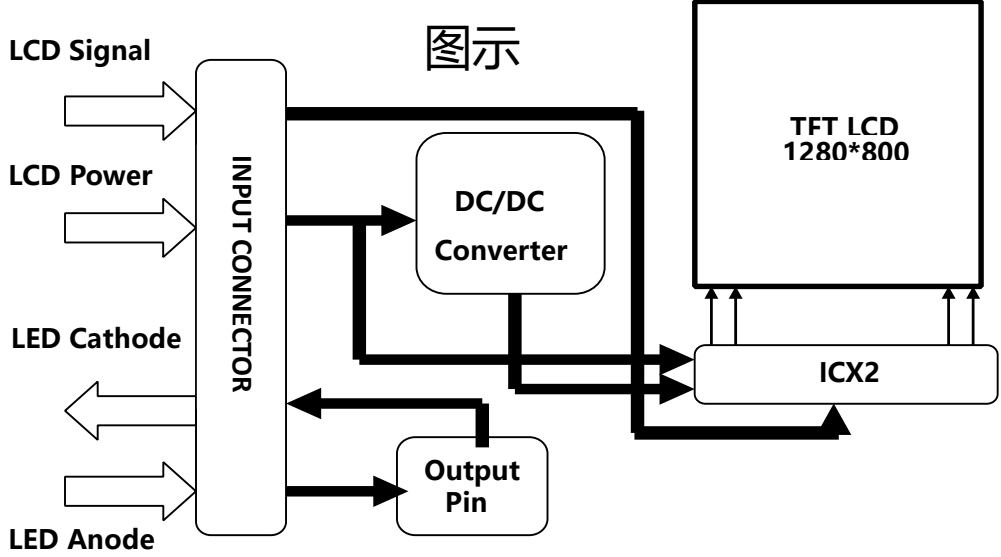 图示
LCD Signal
LCD Power
LED Cathode
LED Anode
INPUT CONNECTOR
DC/DC
Converter
Output
Pin
TFT LCD
1280*800
ICX2